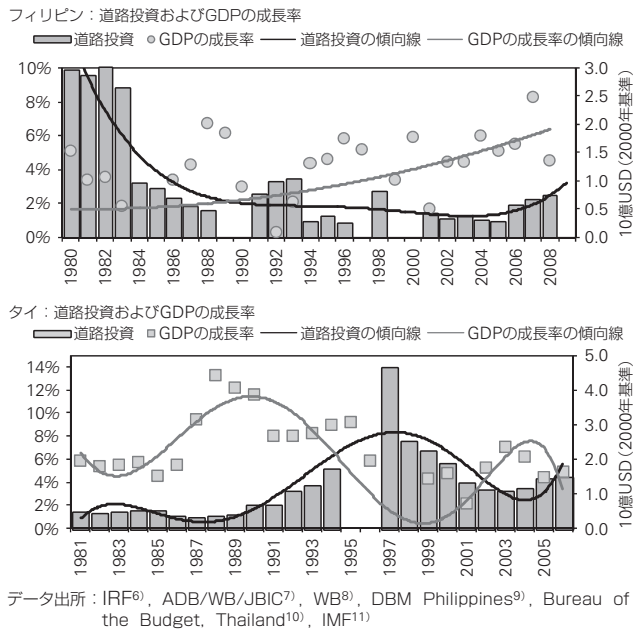 フィリピン：道路投資およびGDPの成長率
道路投資 GDPの成長率 道路投資の傾向線 GDPの成長率の傾向線
10%
8%
6%
4%
2%
0%
3.0
2.5
2.0
1.5
1.0
0.5
0.0
10億USD（2000年基準）
1980 1982 1984 1986 1988 1990 1992 1994 1996 1998 2000 2002 2004 2006 2008
タイ：道路投資およびGDPの成長率
道路投資 GDPの成長率 道路投資の傾向線 GDPの成長率の傾向線
14%
12%
10%
8%
6%
4%
2%
0%
5.0
4.0
3.0
2.0
1.0
0.0
10億USD（2000年基準）
1981 1983 1985 1987 1989 1991 1993 1995 1997 1999 2001 2003 2005
データ出所：IRF6)，ADB/WB/JBIC7)，WB8)，DBM Philippines9)，Bureau of
the Budget, Thailand10)，IMF11)